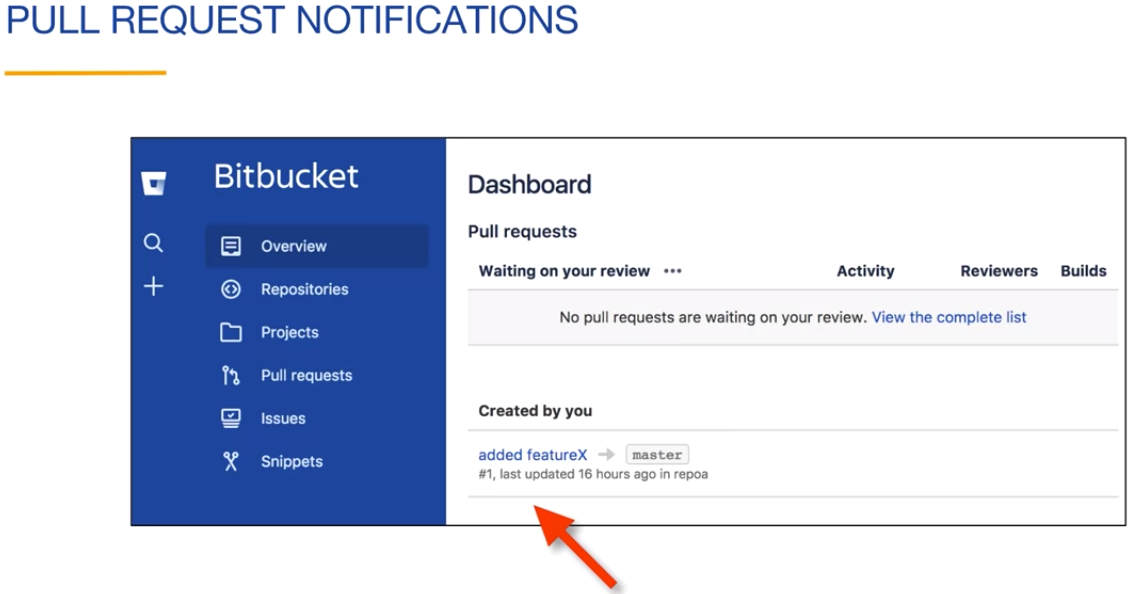 PULL REQUEST NOTIFICATIONS
Bitbucket
Overview
Repositories
Projects
Pull requests
Issues
Snippets
Dashboard
Pull requests
Waiting on your review ••• Activity Reviewers Builds
No pull requests are waiting on your review. View the complete list
Created by you
added featureX → master
#1, last updated 16 hours ago in repoa